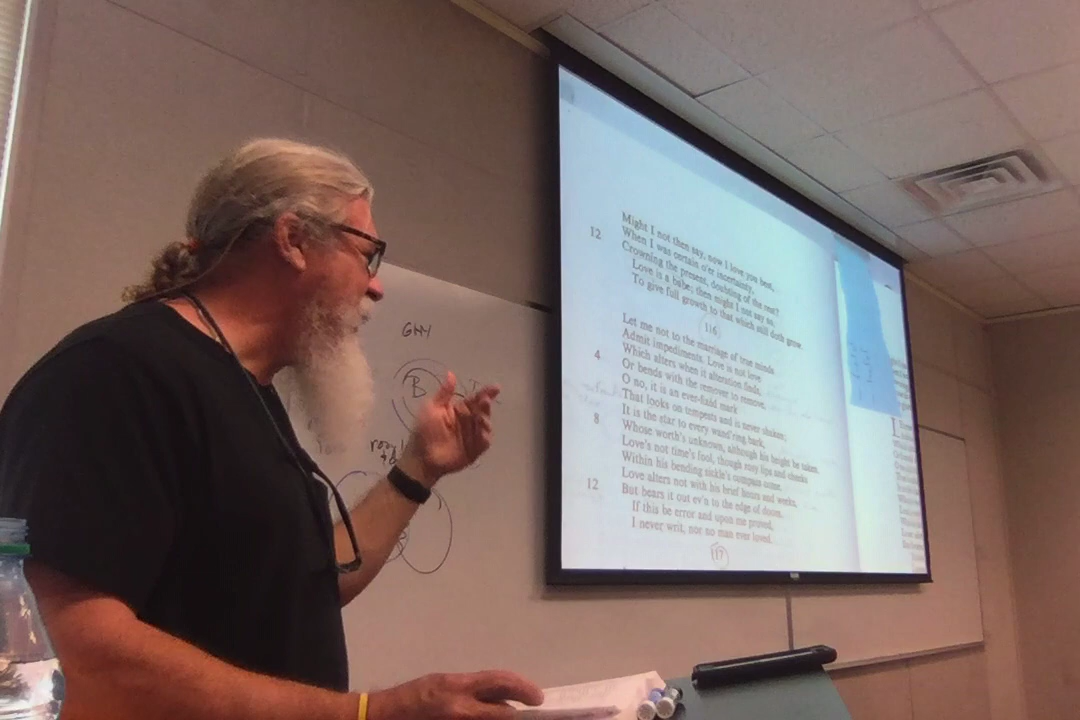 GNY
B
12
Might I not then say, now I love you best,
When I was certain o'er incertainty,
Crowning the present, doubting of the rest?
Love is a babe; then might I not say so,
To give full growth to that which still doth grow.
116
Let me not to the marriage of true minds
Admit impediments. Love is not love
4
Which alters when it alteration finds,
Or bends with the remover to remove.
O no, it is an ever-fixèd mark
That looks on tempests and is never shaken;
8
It is the star to every wand'ring bark,
Whose worth's unknown, although his height be taken.
Love's not time's fool, though rosy lips and cheeks
Within his bending sickle's compass come.
Love alters not with his brief hours and weeks,
12
But bears it out ev'n to the edge of doom.
If this be error and upon me proved,
I never writ, nor no man ever loved.
117